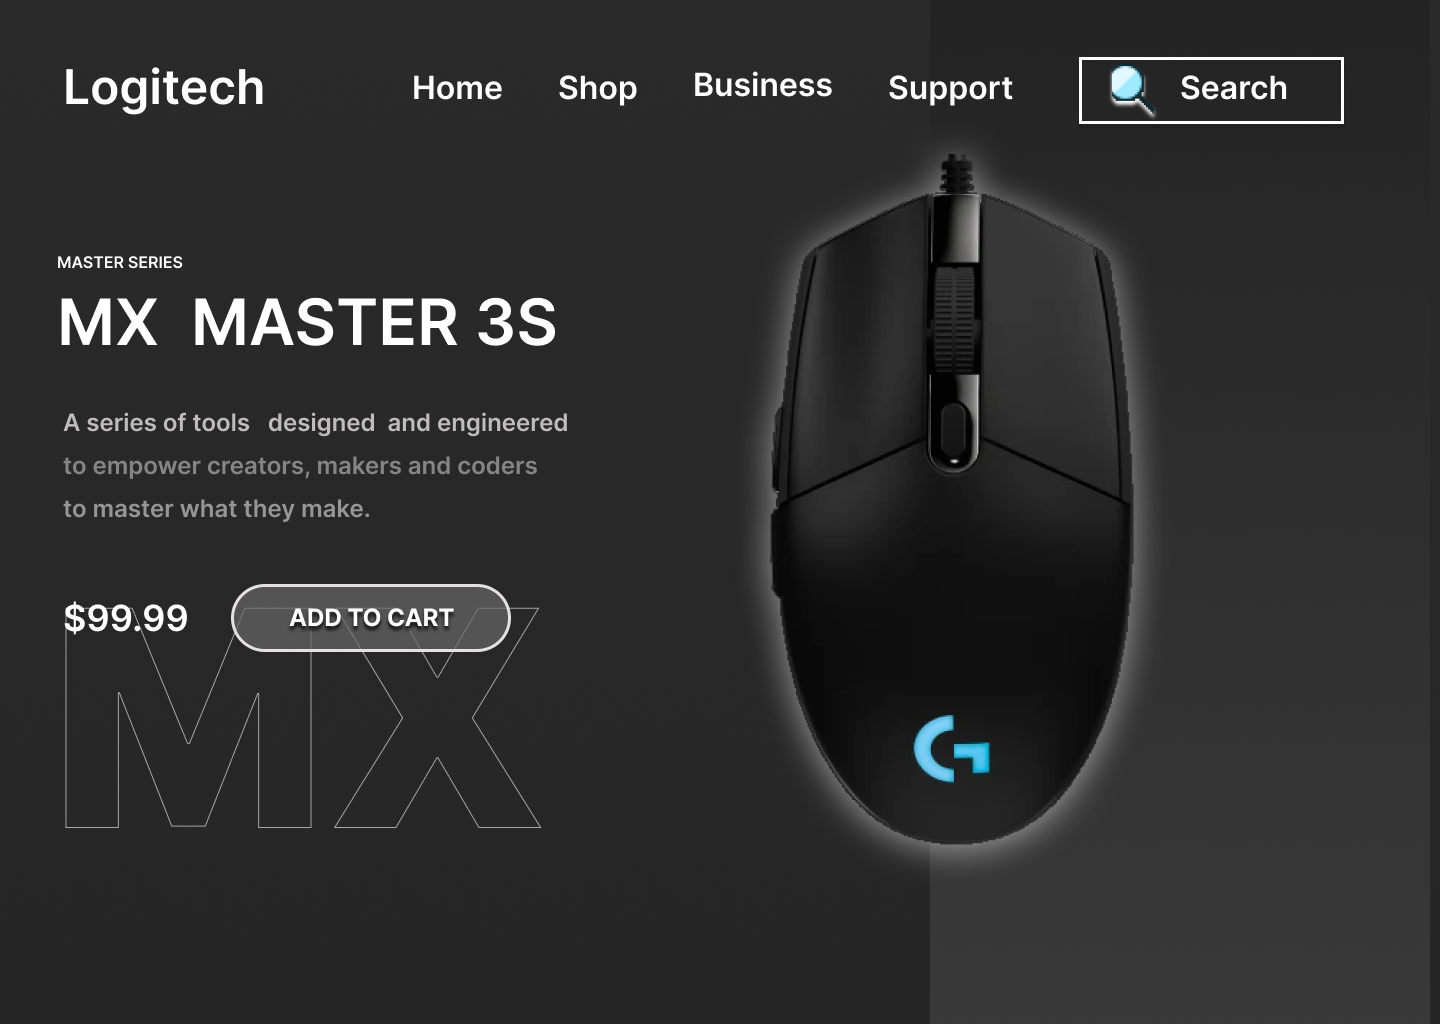 Logitech
Home
Shop
Business
Support
Search
MASTER SERIES
MX  MASTER 3S
A series of tools   designed  and engineered
to empower creators, makers and coders
to master what they make.
$99.99
ADD TO CART
MX
G